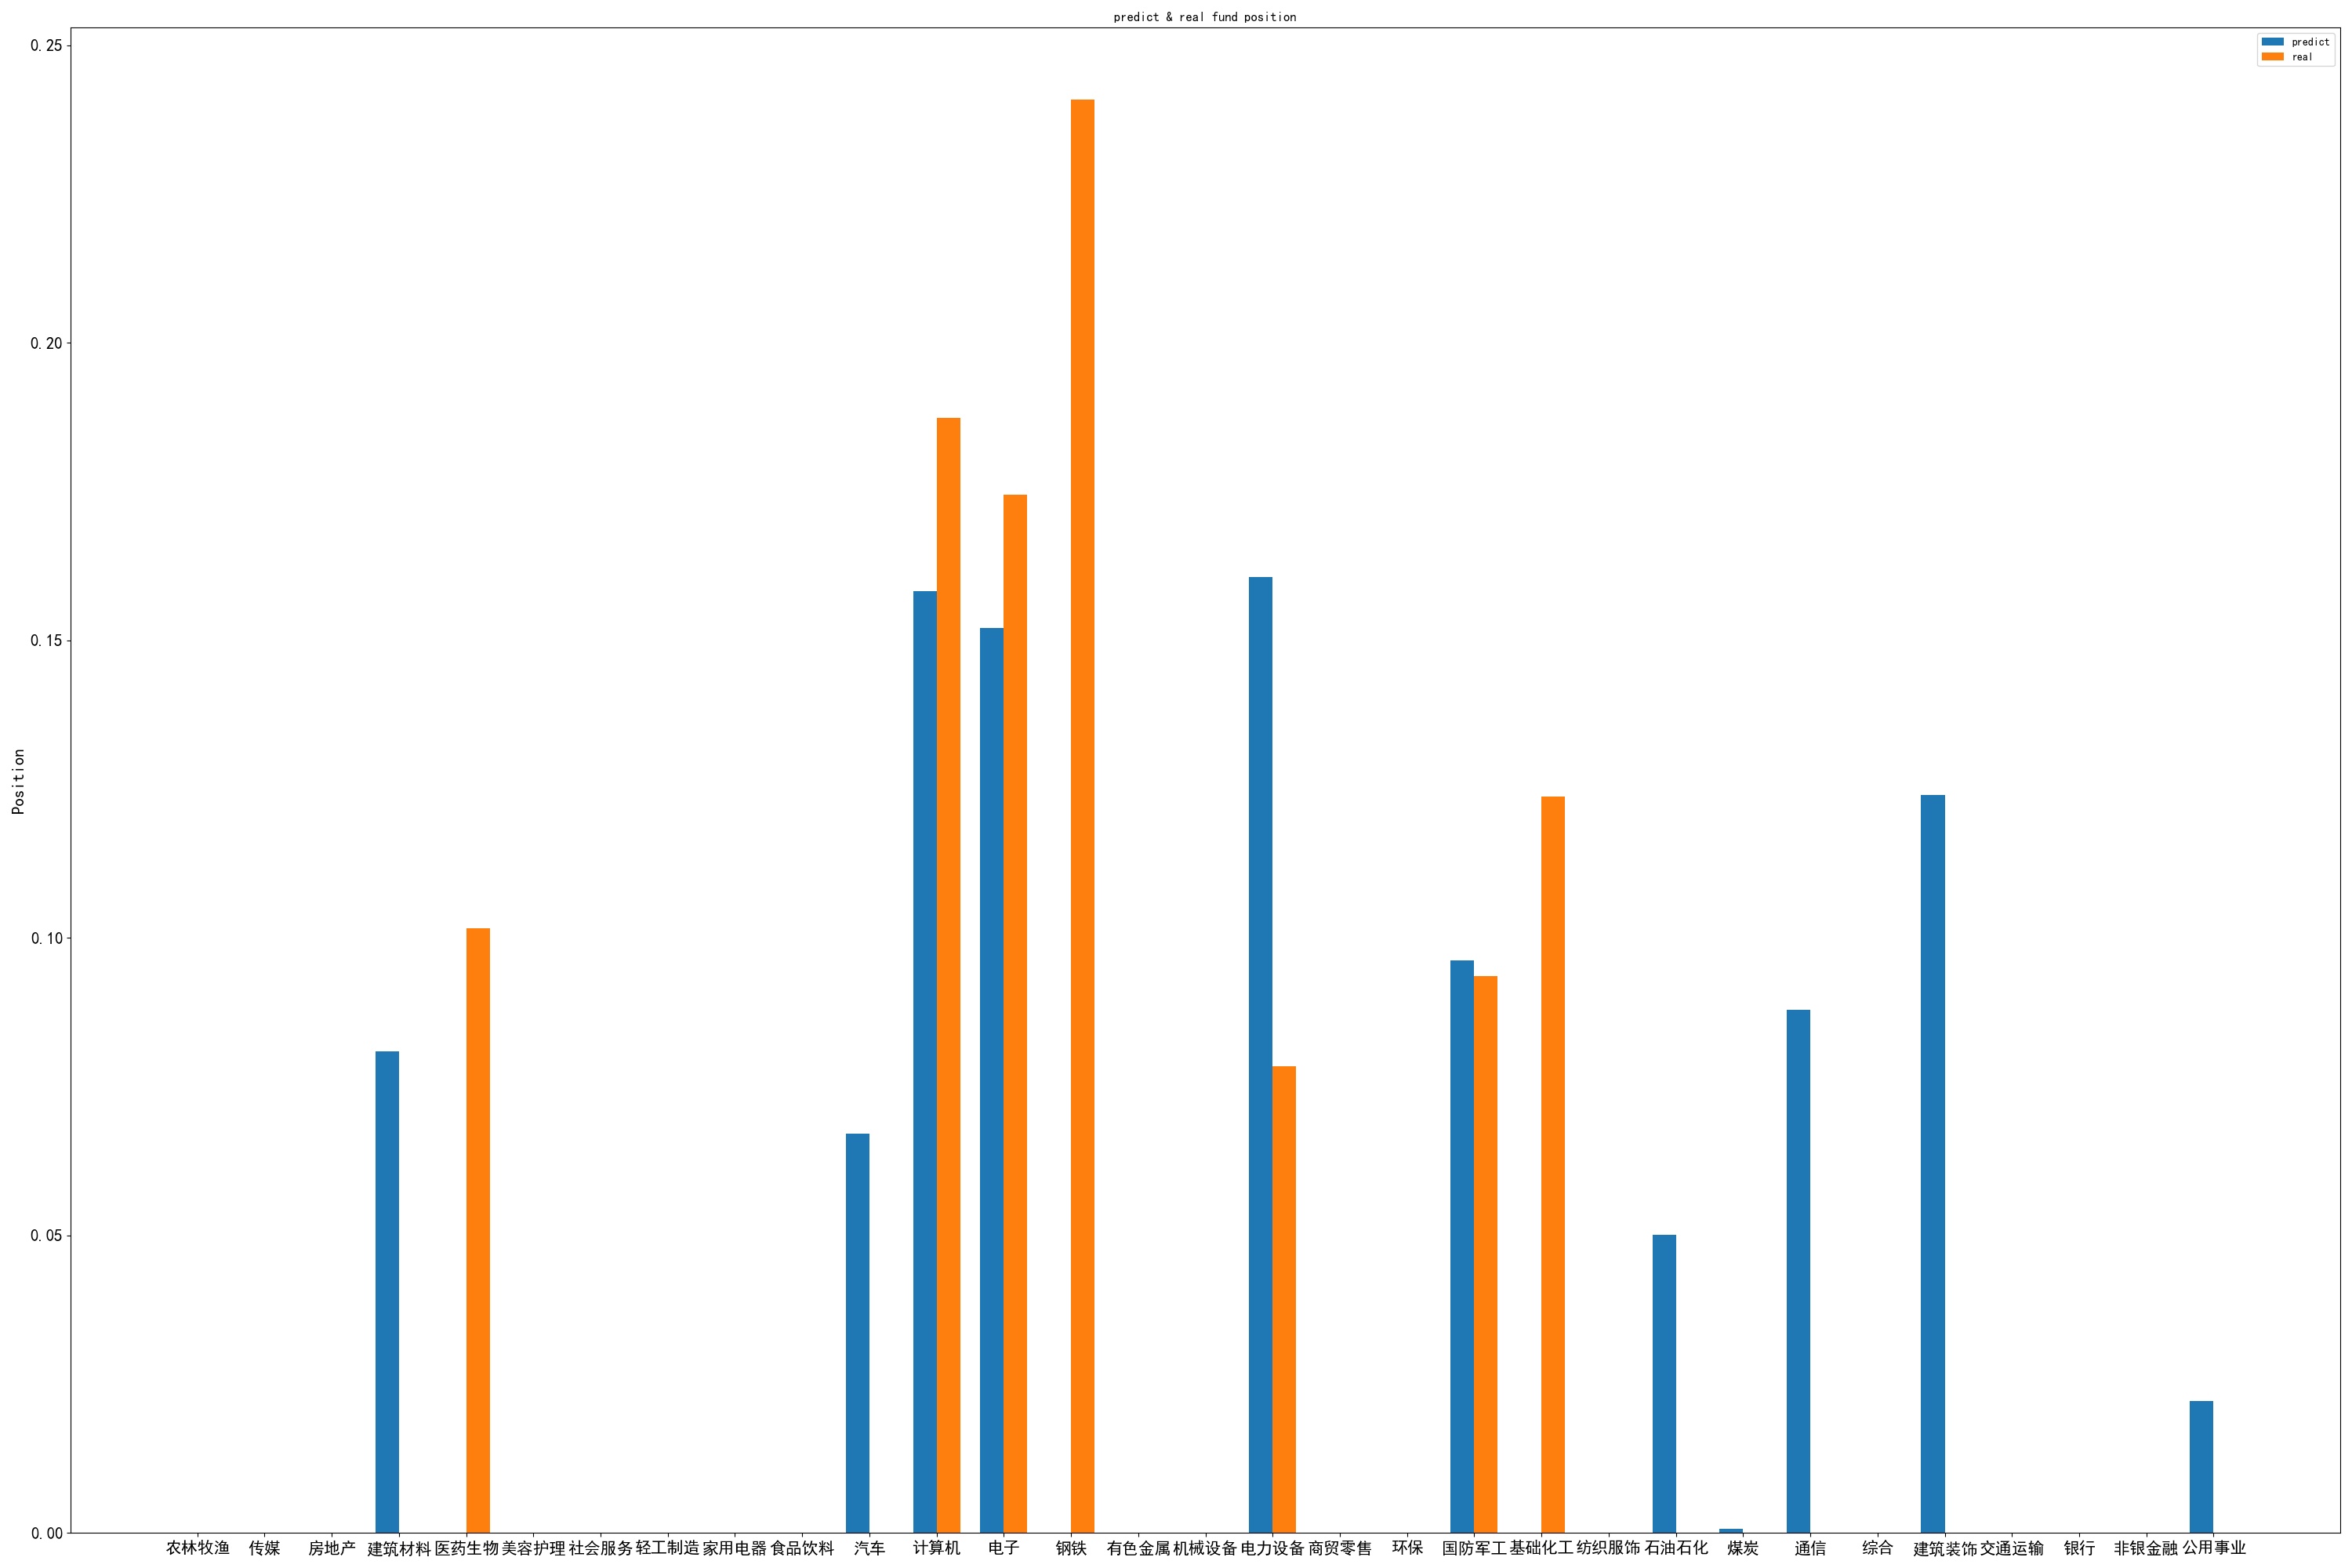 predict & real fund position
predict
real
0.25
0.20
0.15
0.10
0.05
0.00
Position
农林牧渔 传媒 房地产 建筑材料 医药生物 美容护理 社会服务 轻工制造 家用电器 食品饮料 汽车 计算机 电子 钢铁 有色金属 机械设备 电力设备 商贸零售 环保 国防军工 基础化工 纺织服饰 石油石化 煤炭 通信 综合 建筑装饰 交通运输 银行 非银金融 公用事业